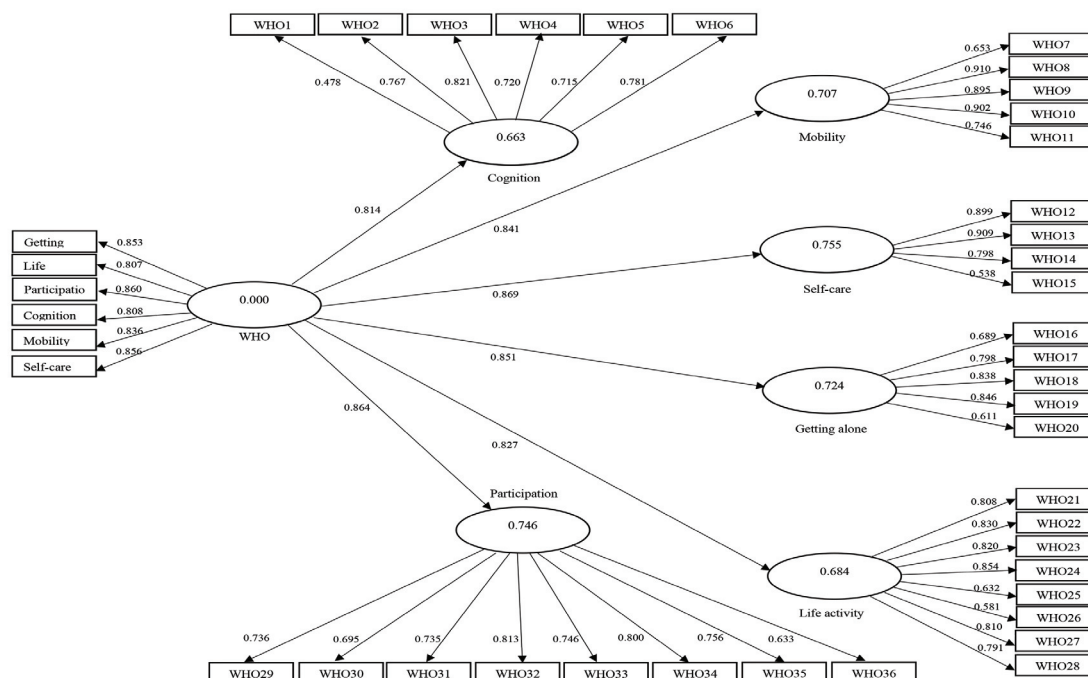 WHO1 WHO2 WHO3 WHO4 WHO5 WHO6
0.478 0.767 0.821 0.720 0.715 0.781
0.663
Cognition
WHO7
WHO8
WHO9
WHO10
WHO11
0.653
0.910
0.895
0.902
0.746
0.707
Mobility
0.814
0.841
Getting
Life
Participatio
Cognition
Mobility
Self-care
0.853
0.807
0.860
0.808
0.836
0.856
0.000
WHO
0.869
0.755
Self-care
0.899
0.909
0.798
0.538
WHO12
WHO13
WHO14
WHO15
0.851
0.724
Getting alone
0.689
0.798
0.838
0.846
0.611
WHO16
WHO17
WHO18
WHO19
WHO20
0.864
0.827
Participation
0.746
0.684
Life activity
0.808
0.830
0.820
0.854
0.632
0.581
0.810
0.791
WHO21
WHO22
WHO23
WHO24
WHO25
WHO26
WHO27
WHO28
0.736 0.695 0.735 0.813 0.746 0.800 0.756 0.633
WHO29 WHO30 WHO31 WHO32 WHO33 WHO34 WHO35 WHO36